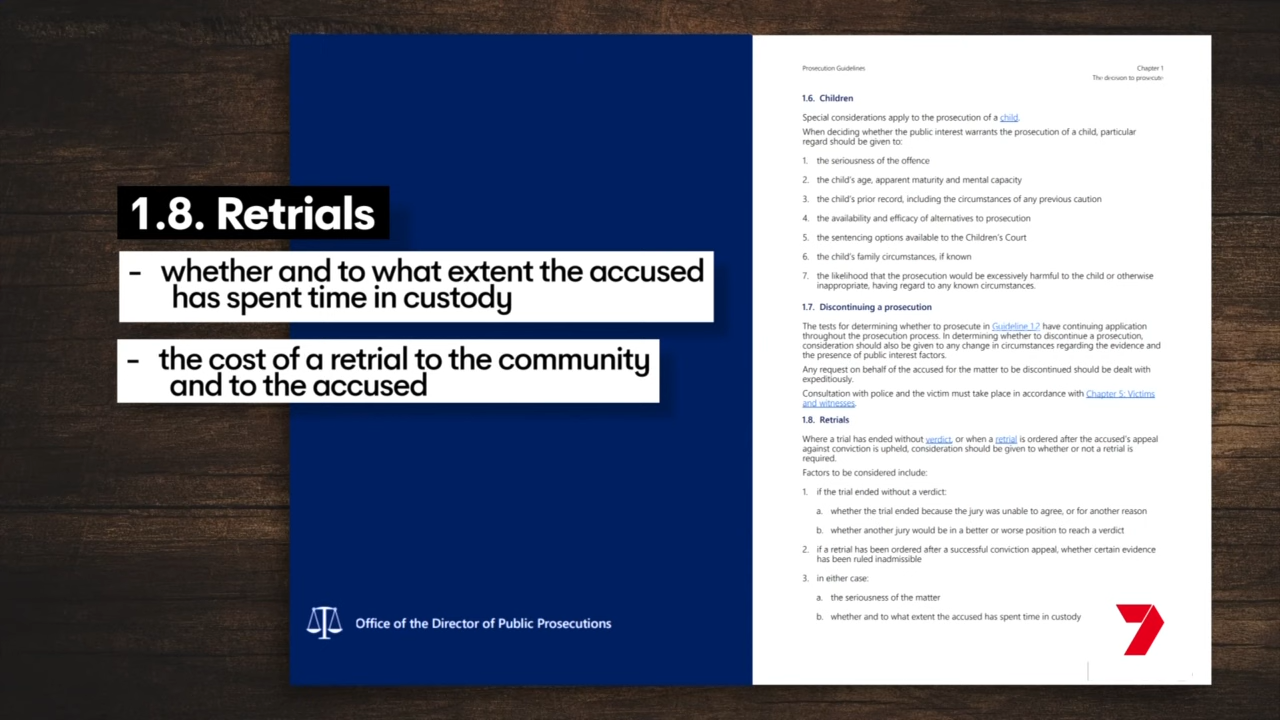 1.8. Retrials
- whether and to what extent the accused
has spent time in custody
- the cost of a retrial to the community
and to the accused
Office of the Director of Public Prosecutions
Prosecution Guidelines
Chapter 1
The decision to prosecute
1.6. Children
Special considerations apply to the prosecution of a child.
When deciding whether the public interest warrants the prosecution of a child, particular
regard should be given to:
1. the seriousness of the offence
2. the child's age, apparent maturity and mental capacity
3. the child's prior record, including the circumstances of any previous caution
4. the availability and efficacy of alternatives to prosecution
5. the sentencing options available to the Children's Court
6. the child's family circumstances, if known
7. the likelihood that the prosecution would be excessively harmful to the child or otherwise
inappropriate, having regard to any known circumstances.
1.7. Discontinuing a prosecution
The tests for determining whether to prosecute in Guideline 1.2 have continuing application
throughout the prosecution process. In determining whether to discontinue a prosecution,
consideration should also be given to any change in circumstances regarding the evidence and
the presence of public interest factors.
Any request on behalf of the accused for the matter to be discontinued should be dealt with
expeditiously.
Consultation with police and the victim must take place in accordance with Chapter 5: Victims
and witnesses.
1.8. Retrials
Where a trial has ended without verdict, or when a retrial is ordered after the accused's appeal
against conviction is upheld, consideration should be given to whether or not a retrial is
required.
Factors to be considered include:
1. if the trial ended without a verdict:
a. whether the trial ended because the jury was unable to agree, or for another reason
b. whether another jury would be in a better or worse position to reach a verdict
2. if a retrial has been ordered after a successful conviction appeal, whether certain evidence
has been ruled inadmissible
3. in either case:
a. the seriousness of the matter
b. whether and to what extent the accused has spent time in custody
7